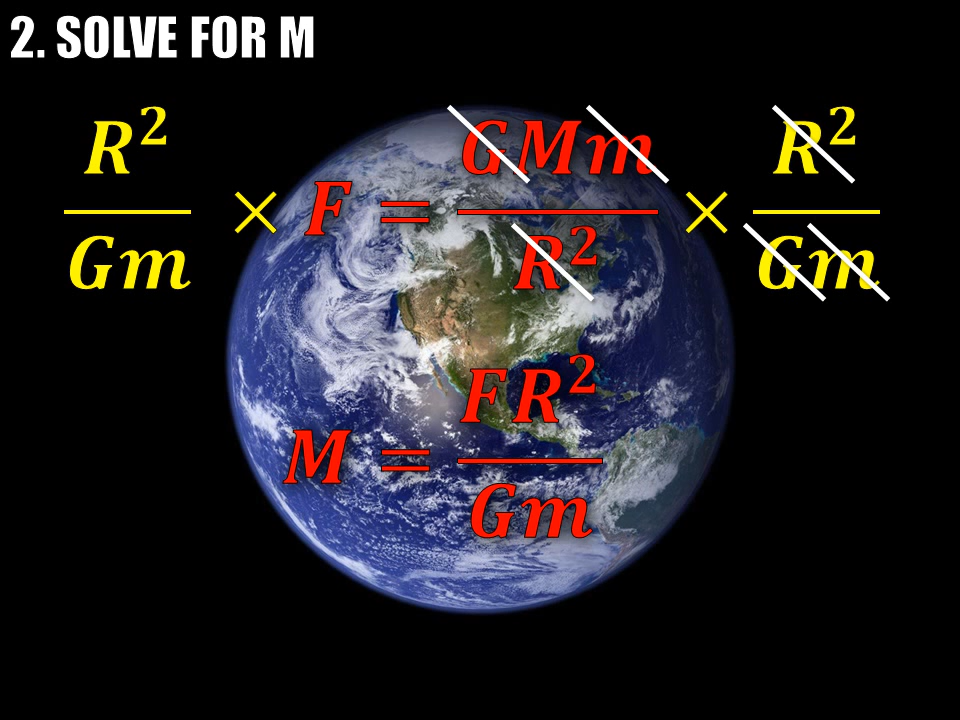 2. SOLVE FOR M
R²/Gm × F = GMm/R² × R²/Gm
M = FR²/Gm